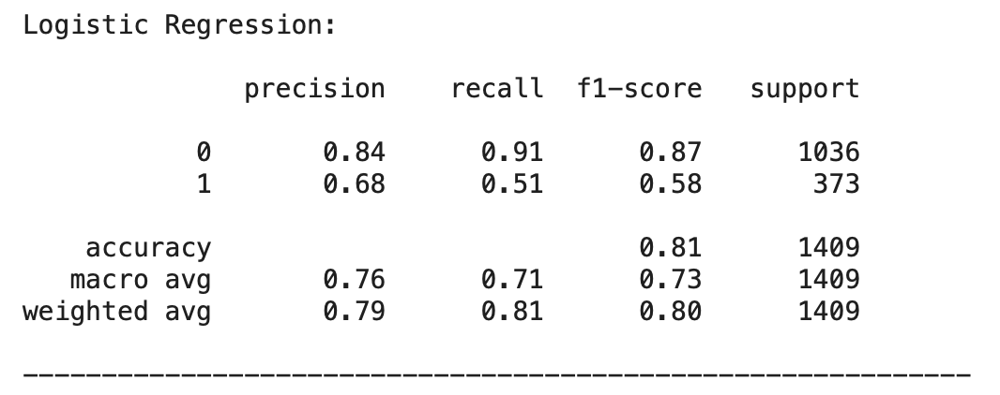 Logistic Regression:
precision recall f1-score support
0 0.84 0.91 0.87 1036
1 0.68 0.51 0.58 373
accuracy 0.81 1409
macro avg 0.76 0.71 0.73 1409
weighted avg 0.79 0.81 0.80 1409
------------------------------------------------------------